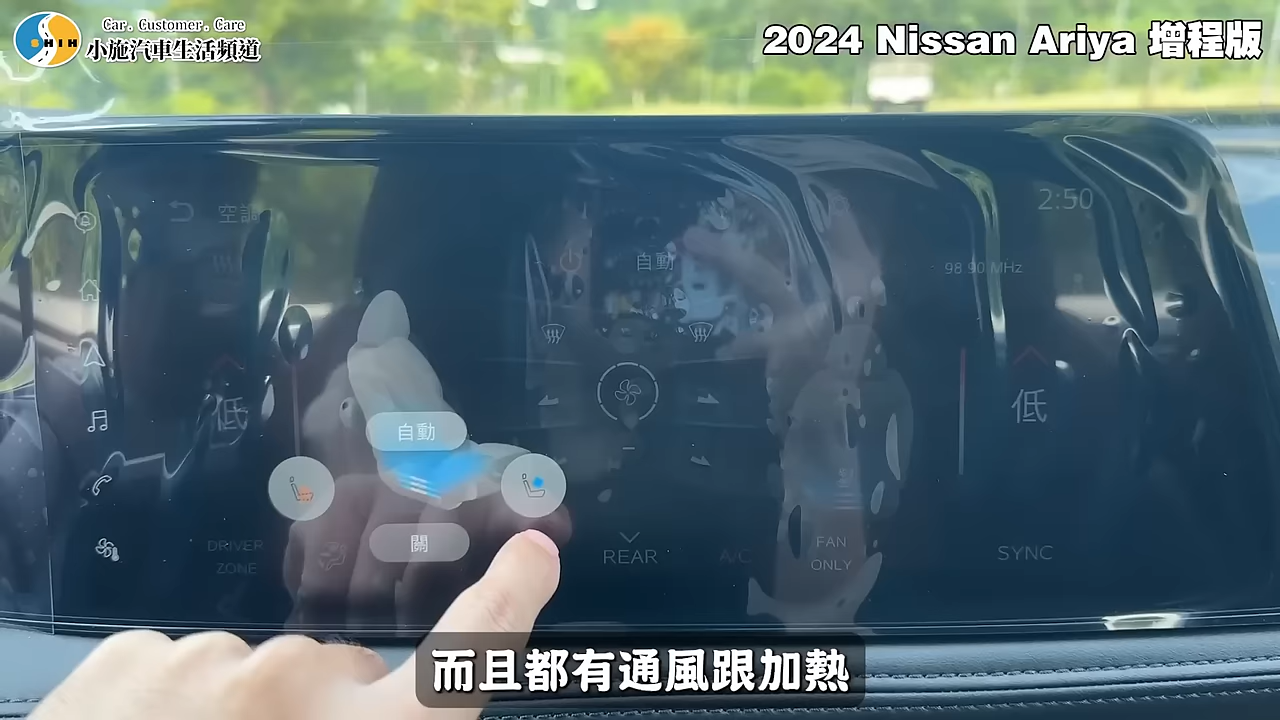 Car. Customer. Care
SHIH
小施汽車生活頻道
2024 Nissan Ariya 增程版
空調
2:50
自動
98 90 MHz
低
低
自動
關
DRIVER
ZONE
REAR
A/C
FAN
ONLY
SYNC
而且都有通風跟加熱